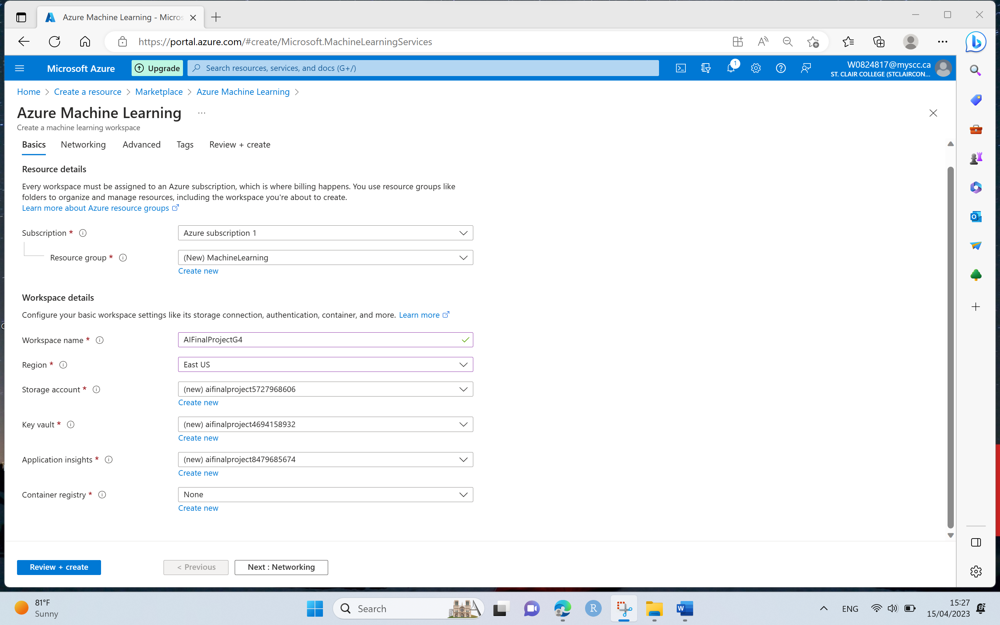 Azure Machine Learning - Micros
https://portal.azure.com/#create/Microsoft.MachineLearningServices
Microsoft Azure
Upgrade
Search resources, services, and docs (G+/)
1
W0824817@myscc.ca
ST. CLAIR COLLEGE (STCLAIRCON...
Home > Create a resource > Marketplace > Azure Machine Learning >
Azure Machine Learning ...
Create a machine learning workspace
Basics Networking Advanced Tags Review + create
Resource details
Every workspace must be assigned to an Azure subscription, which is where billing happens. You use resource groups like
folders to organize and manage resources, including the workspace you're about to create.
Learn more about Azure resource groups
Subscription * Azure subscription 1
Resource group * (New) MachineLearning
Create new
Workspace details
Configure your basic workspace settings like its storage connection, authentication, container, and more. Learn more
Workspace name * AIFinalProjectG4
Region * East US
Storage account * (new) aifinalproject5727968606
Create new
Key vault * (new) aifinalproject4694158932
Create new
Application insights * (new) aifinalproject8479685674
Create new
Container registry * None
Create new
Review + create < Previous Next : Networking
81°F
Sunny
Search
ENG
15:27
15/04/2023